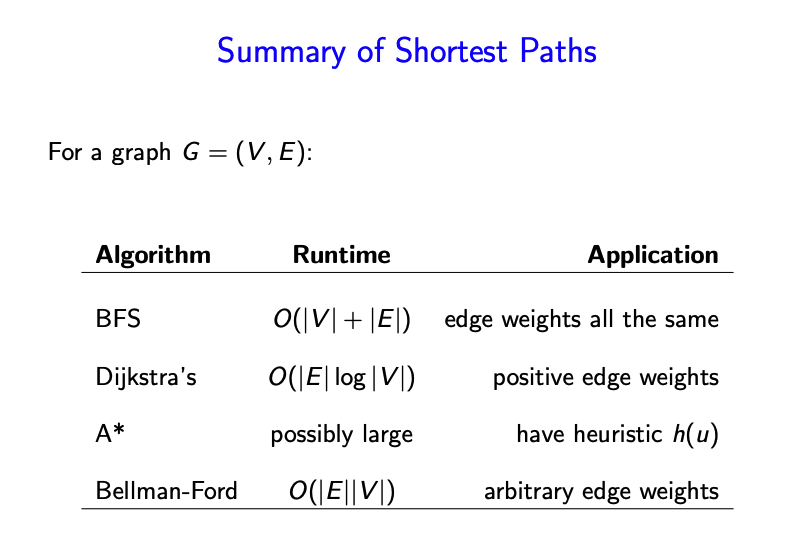 Summary of Shortest Paths
For a graph G = (V, E):
Algorithm Runtime Application
BFS O(|V| + |E|) edge weights all the same
Dijkstra's O(|E| log |V|) positive edge weights
A* possibly large have heuristic h(u)
Bellman-Ford O(|E||V|) arbitrary edge weights